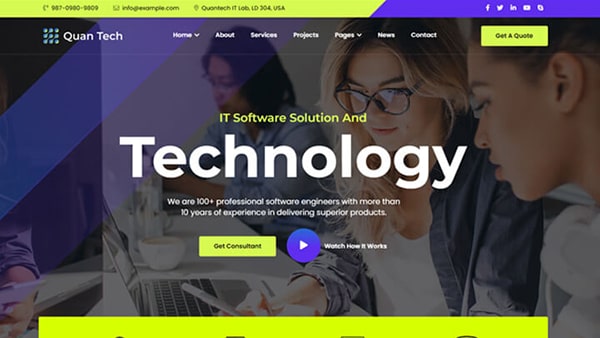 987-0980-9809 info@example.com Quantech IT Lab, LD 304, USA
Quan Tech Home About Services Projects Pages News Contact Get A Quote
IT Software Solution And
Technology
We are 100+ professional software engineers with more than
10 years of experience in delivering superior products.
Get Consultant Watch How It Works